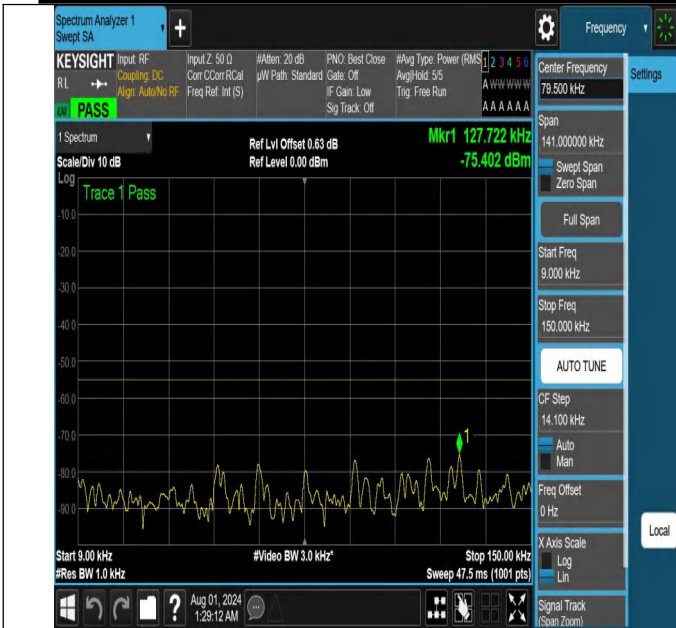 Spectrum Analyzer 1
Swept SA
+
Frequency
KEYSIGHT
RL
PASS
Input: RF
Coupling: DC
Align: Auto/No RF
Input Z: 50 Ω
Corr CCorr RCal
Freq Ref: Int (S)
#Atten: 20 dB
µW Path: Standard
PNO: Best Close
Gate: Off
IF Gain: Low
Sig Track: Off
#Avg Type: Power (RMS
Avg|Hold: 5/5
Trig: Free Run
1 2 3 4 5 6
A W W W W W
A A A A A A
1 Spectrum
Scale/Div 10 dB
Log
Ref Lvl Offset 0.63 dB
Ref Level 0.00 dBm
Mkr1 127.722 kHz
-75.402 dBm
Trace 1 Pass
-10.0
-20.0
-30.0
-40.0
-50.0
-60.0
-70.0
-80.0
-90.0
1
Start 9.00 kHz
#Res BW 1.0 kHz
#Video BW 3.0 kHz*
Stop 150.00 kHz
Sweep 47.5 ms (1001 pts)
Aug 01, 2024
1:29:12 AM
Center Frequency
79.500 kHz
Span
141.000000 kHz
Swept Span
Zero Span
Full Span
Start Freq
9.000 kHz
Stop Freq
150.000 kHz
AUTO TUNE
CF Step
14.100 kHz
Auto
Man
Freq Offset
0 Hz
X Axis Scale
Log
Lin
Signal Track
(Span Zoom)
Settings
Local